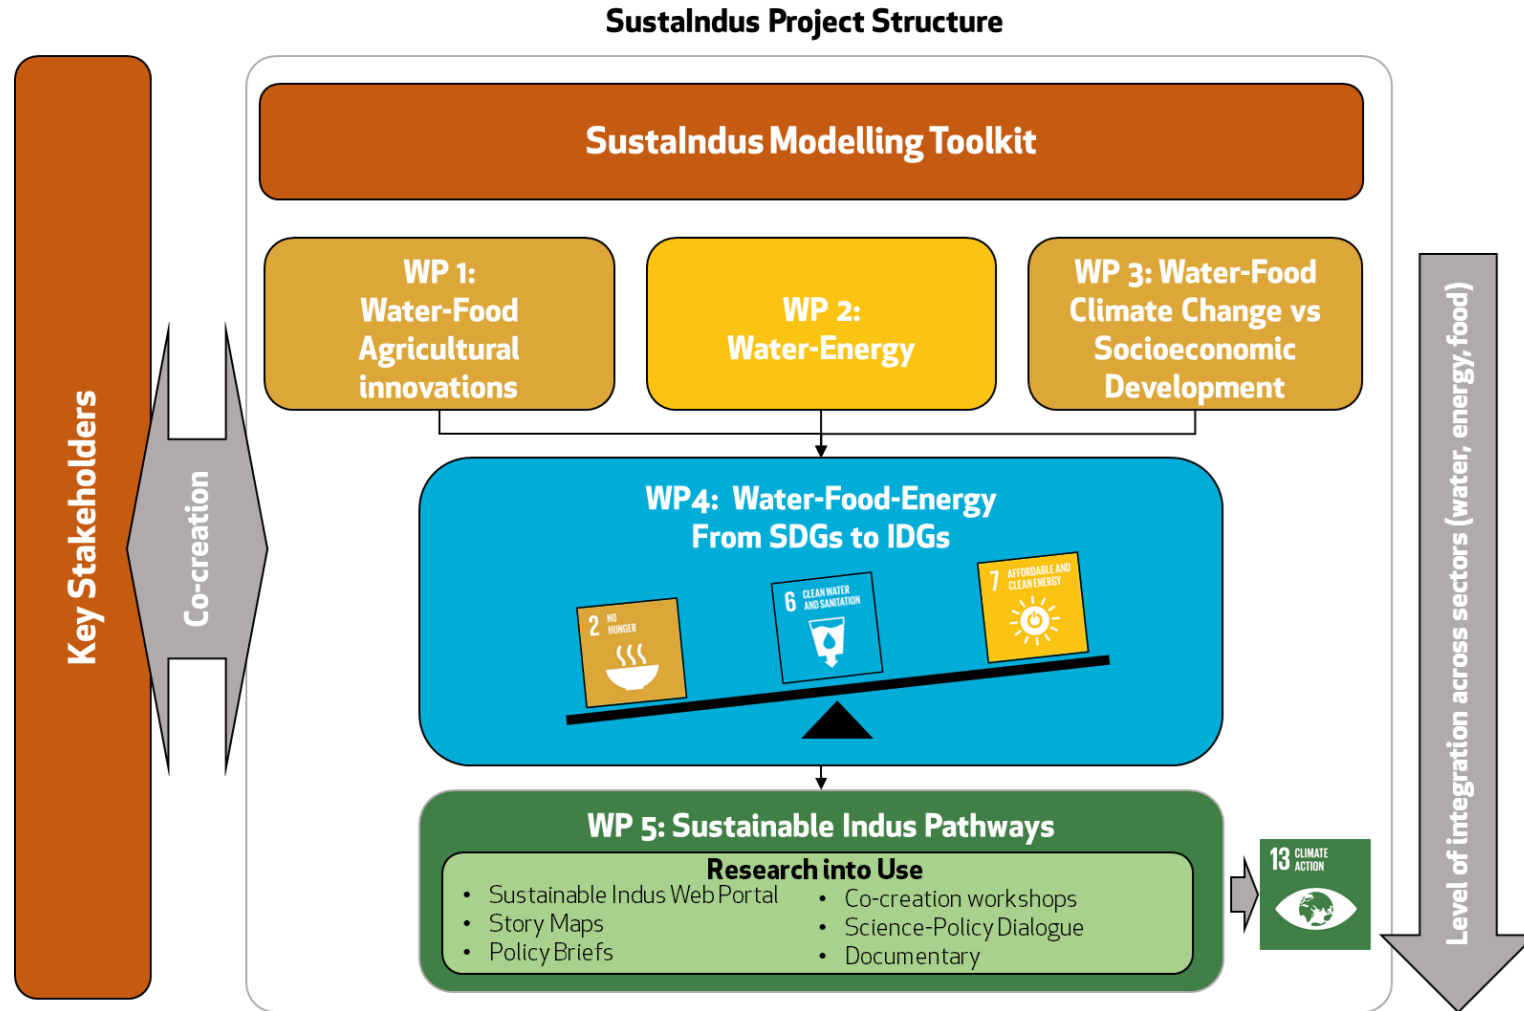 SustaIndus Project Structure
SustaIndus Modelling Toolkit
Key Stakeholders
Co-creation
WP 1:
Water-Food
Agricultural
innovations
WP 2:
Water-Energy
WP 3: Water-Food
Climate Change vs
Socioeconomic
Development
Level of integration across sectors (water, energy,food)
WP4:  Water-Food-Energy
From SDGs to IDGs
2 NO
HUNGER
6 CLEAN WATER
AND SANITATION
7 AFFORDABLE AND
CLEAN ENERGY
WP 5: Sustainable Indus Pathways
Research into Use
• Sustainable Indus Web Portal
• Story Maps
• Policy Briefs
• Co-creation workshops
• Science-Policy Dialogue
• Documentary
13 CLIMATE
ACTION